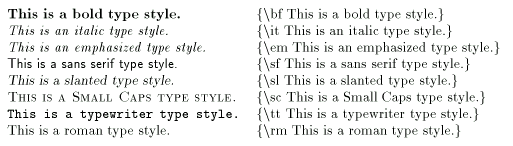 This is a bold type style. {\bf This is a bold type style.}
This is an italic type style. {\it This is an italic type style.}
This is an emphasized type style. {\em This is an emphasized type style.}
This is a sans serif type style. {\sf This is a sans serif type style.}
This is a slanted type style. {\sl This is a slanted type style.}
This is a Small Caps type style. {\sc This is a Small Caps type style.}
This is a typewriter type style. {\tt This is a typewriter type style.}
This is a roman type style. {\rm This is a roman type style.}